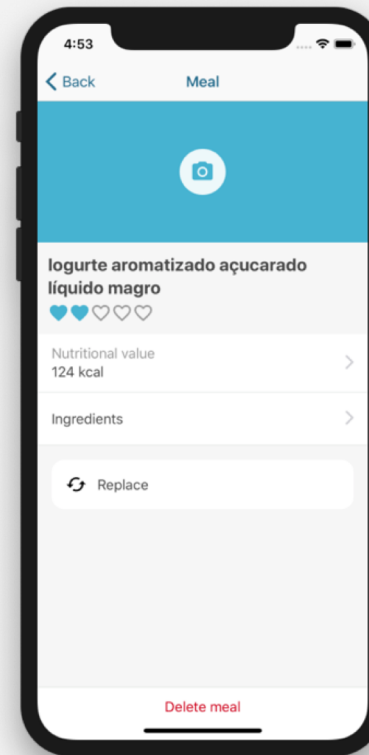 4:53
Back
Meal
Iogurte aromatizado açucarado
líquido magro
Nutritional value
124 kcal
Ingredients
Replace
Delete meal